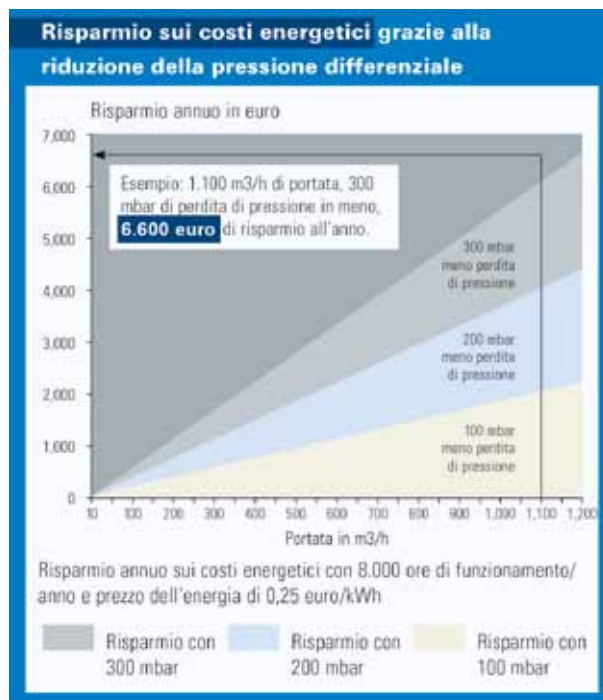 Risparmio sui costi energetici grazie alla
riduzione della pressione differenziale
Risparmio annuo in euro
7,000
6,000
5,000
4,000
3,000
2,000
1,000
0
Esempio: 1.100 m3/h di portata, 300
mbar di perdita di pressione in meno,
6.600 euro di risparmio all'anno.
300 mbar
meno perdita
di pressione
200 mbar
meno perdita
di pressione
100 mbar
meno perdita
di pressione
10 100 200 300 400 500 600 700 800 900 1,000 1,100 1,200
Portata in m3/h
Risparmio annuo sui costi energetici con 8.000 ore di funzionamento/
anno e prezzo dell'energia di 0,25 euro/kWh
Risparmio con
300 mbar
Risparmio con
200 mbar
Risparmio con
100 mbar